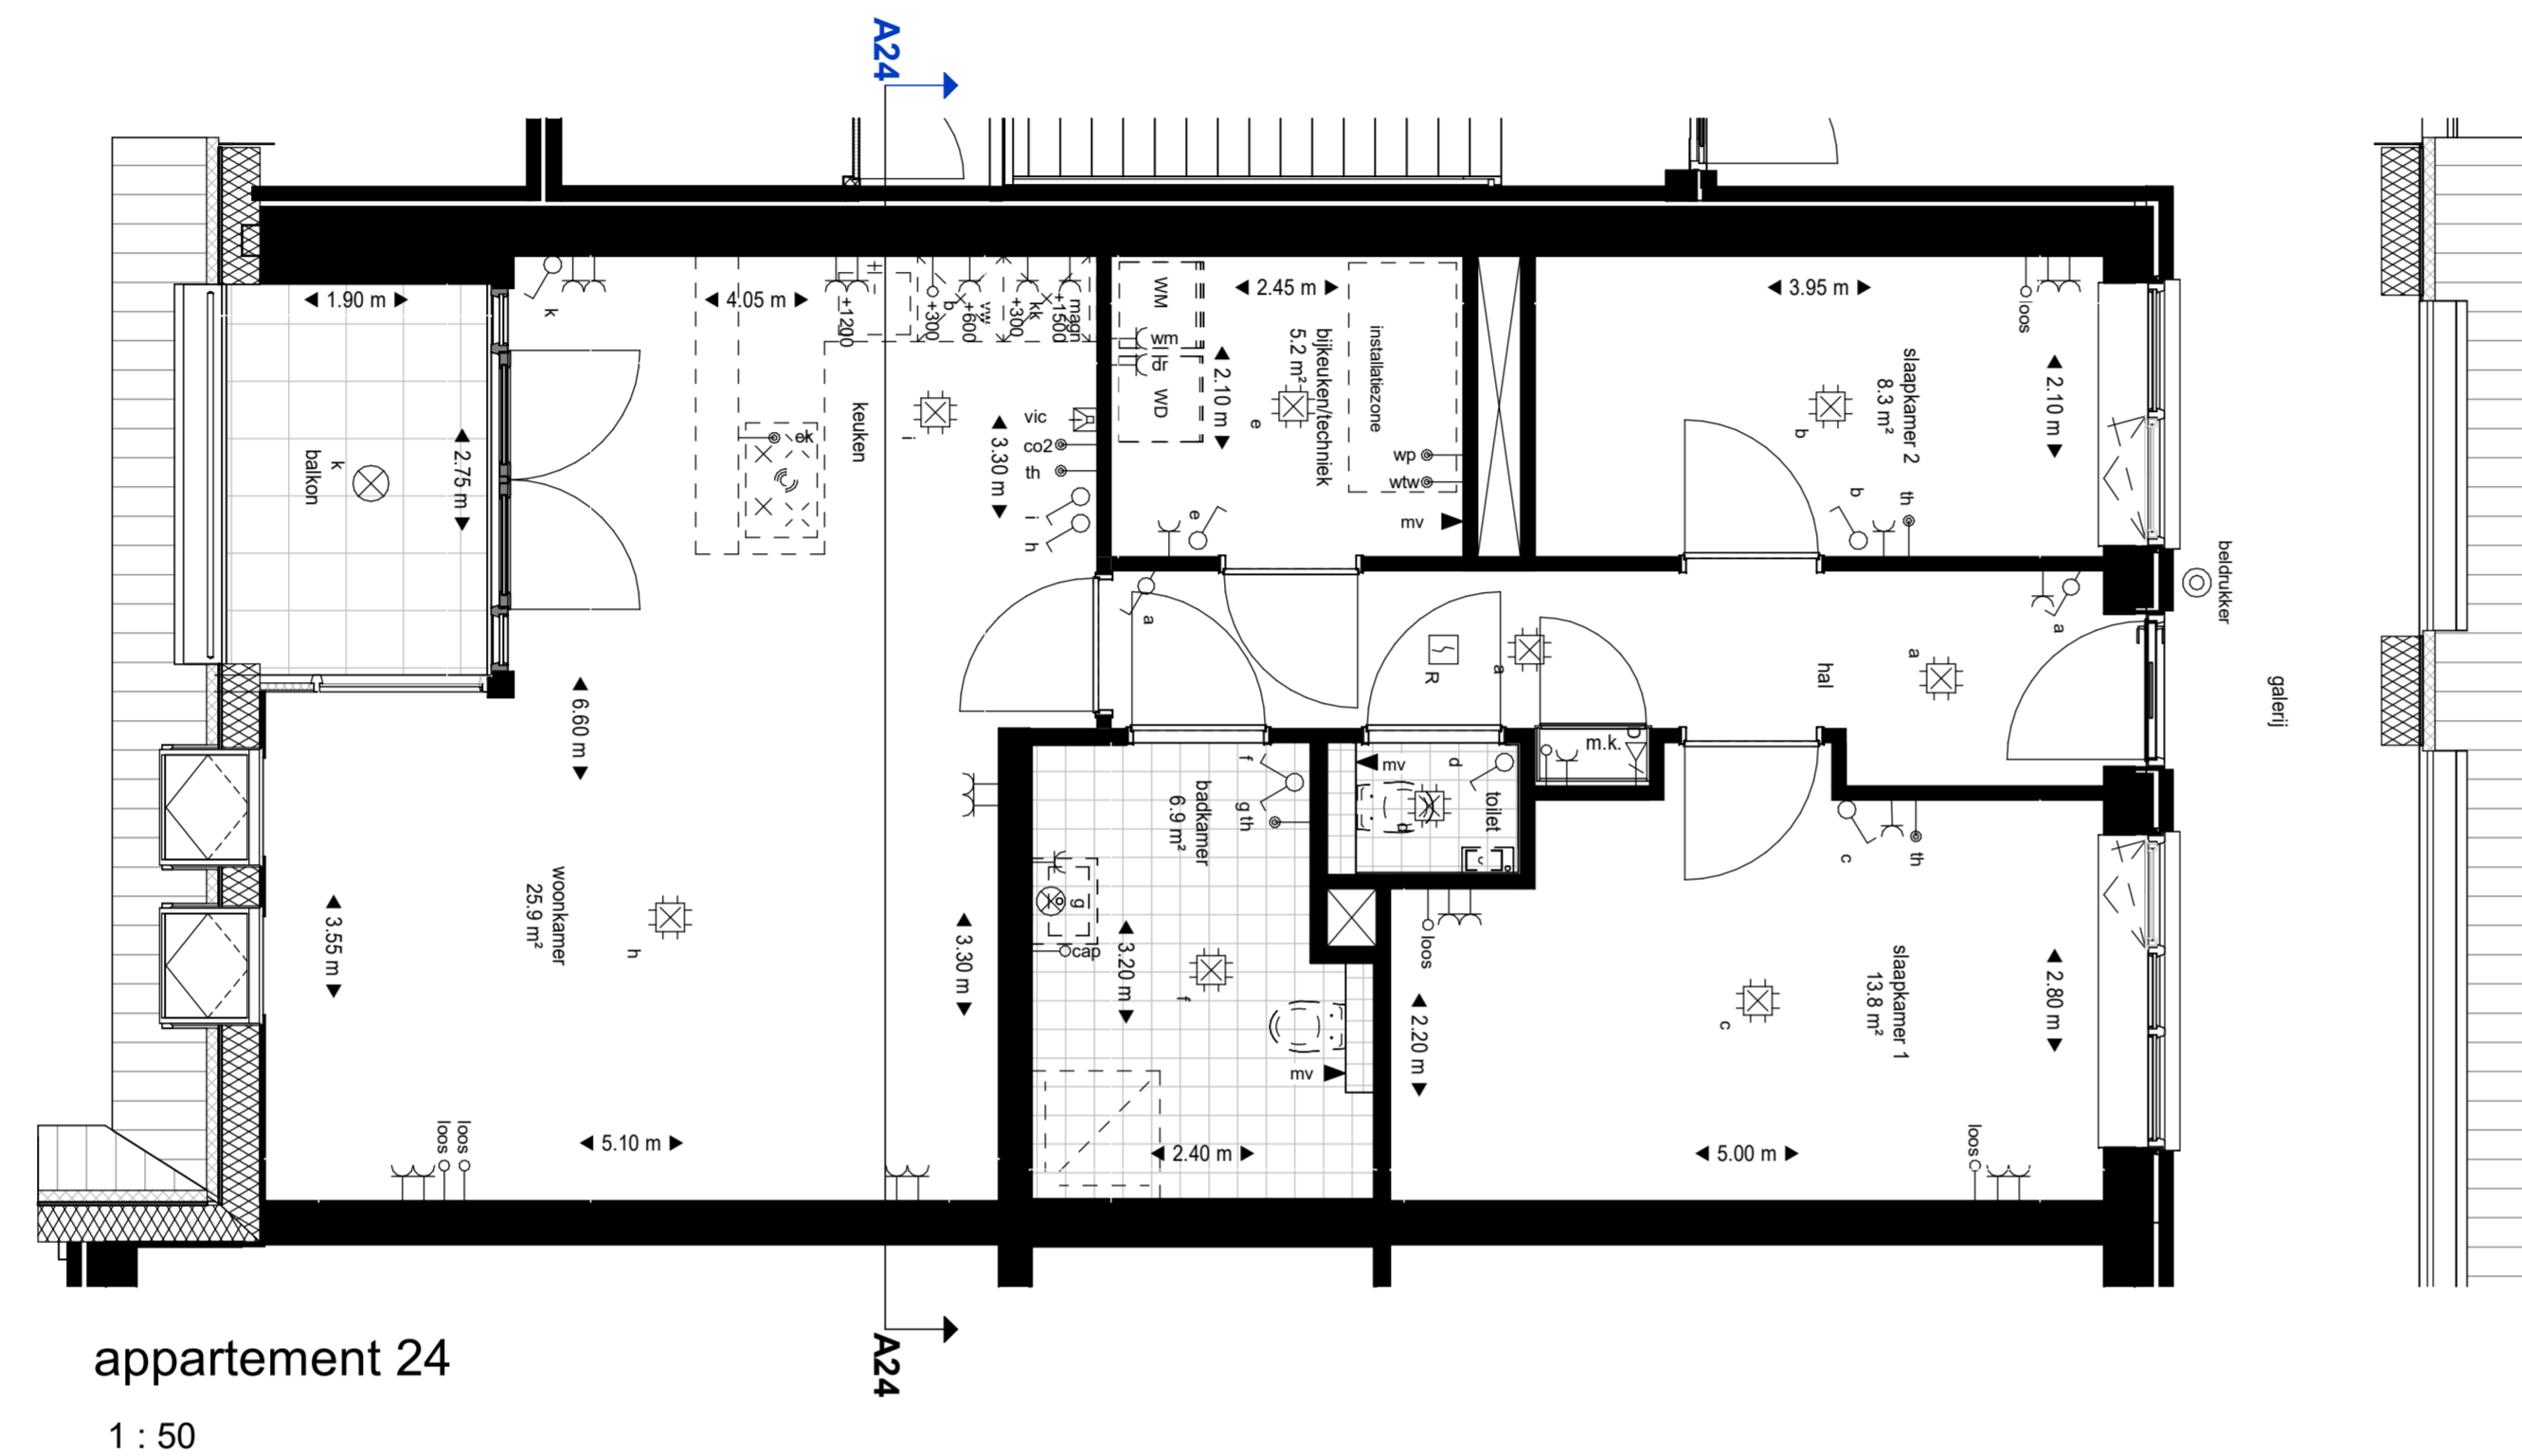 A24
1.90 m
k
balkon
k
2.75 m
4.05 m
+1200
+300
b
+600
vw
+300
kk
+1500
magn
keuken
ek
i
3.30 m
vic
co2
th
i
h
WM
wm
dr
WD
2.45 m
2.10 m
e
bijkeuken/techniek
5.2 m²
installatiezone
wp
wtw
mv
e
3.95 m
loos
slaapkamer 2
8.3 m²
2.10 m
b
b
th
beldrukker
galerij
a
R
a
hal
a
a
6.60 m
woonkamer
25.9 m²
h
3.55 m
3.30 m
5.10 m
loos
loos
badkamer
6.9 m²
f
g
th
g
cap
3.20 m
f
mv
2.40 m
mv
d
d
toilet
m.k.
D
c
th
loos
2.20 m
c
slaapkamer 1
13.8 m²
2.80 m
5.00 m
loos
A24
appartement 24
1 : 50